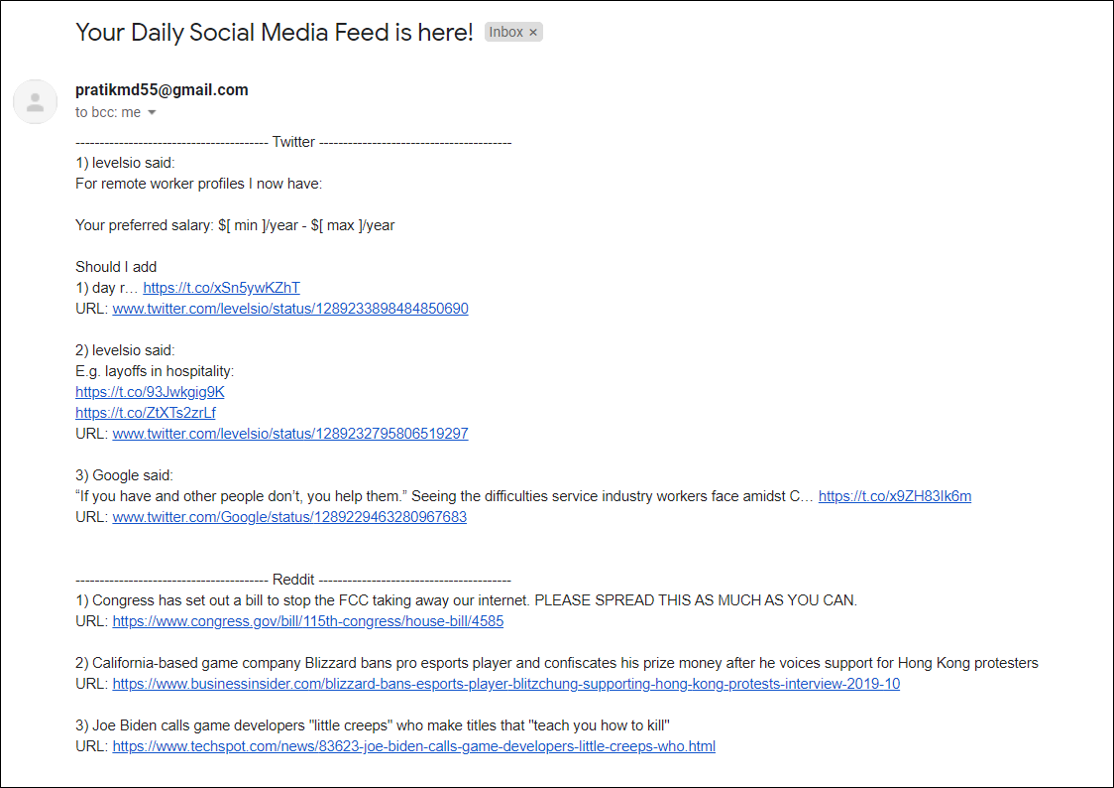 Your Daily Social Media Feed is here! Inbox ×
pratikmd55@gmail.com
to bcc: me
---------------------------------------- Twitter ----------------------------------------
1) levelsio said:
For remote worker profiles I now have:
Your preferred salary: $[ min ]/year - $[ max ]/year
Should I add
1) day r… https://t.co/xSn5ywKZhT
URL: www.twitter.com/levelsio/status/1289233898484850690
2) levelsio said:
E.g. layoffs in hospitality:
https://t.co/93Jwkgig9K
https://t.co/ZtXTs2zrLf
URL: www.twitter.com/levelsio/status/1289232795806519297
3) Google said:
“If you have and other people don’t, you help them.” Seeing the difficulties service industry workers face amidst C… https://t.co/x9ZH83Ik6m
URL: www.twitter.com/Google/status/1289229463280967683
---------------------------------------- Reddit ----------------------------------------
1) Congress has set out a bill to stop the FCC taking away our internet. PLEASE SPREAD THIS AS MUCH AS YOU CAN.
URL: https://www.congress.gov/bill/115th-congress/house-bill/4585
2) California-based game company Blizzard bans pro esports player and confiscates his prize money after he voices support for Hong Kong protesters
URL: https://www.businessinsider.com/blizzard-bans-esports-player-blitzchung-supporting-hong-kong-protests-interview-2019-10
3) Joe Biden calls game developers "little creeps" who make titles that "teach you how to kill"
URL: https://www.techspot.com/news/83623-joe-biden-calls-game-developers-little-creeps-who.html